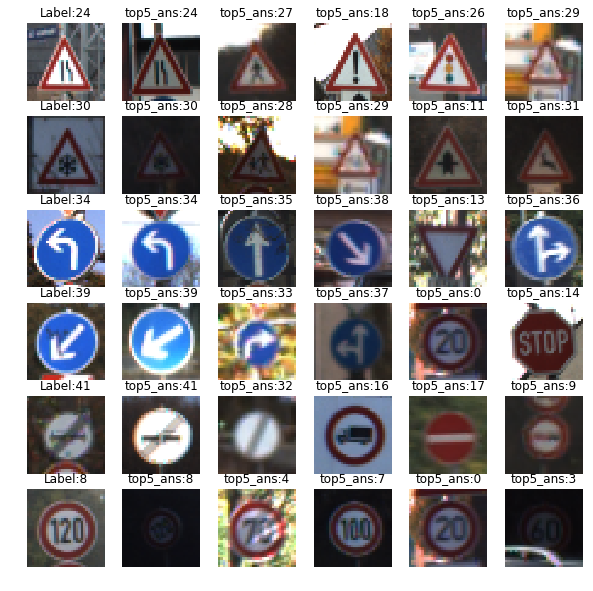 Label:24 top5_ans:24 top5_ans:27 top5_ans:18 top5_ans:26 top5_ans:29
Label:30 top5_ans:30 top5_ans:28 top5_ans:29 top5_ans:11 top5_ans:31
Label:34 top5_ans:34 top5_ans:35 top5_ans:38 top5_ans:13 top5_ans:36
Label:39 top5_ans:39 top5_ans:33 top5_ans:37 top5_ans:0 top5_ans:14
20 STOP
Label:41 top5_ans:41 top5_ans:32 top5_ans:16 top5_ans:17 top5_ans:9
Label:8 top5_ans:8 top5_ans:4 top5_ans:7 top5_ans:0 top5_ans:3
120 70 100 20 60